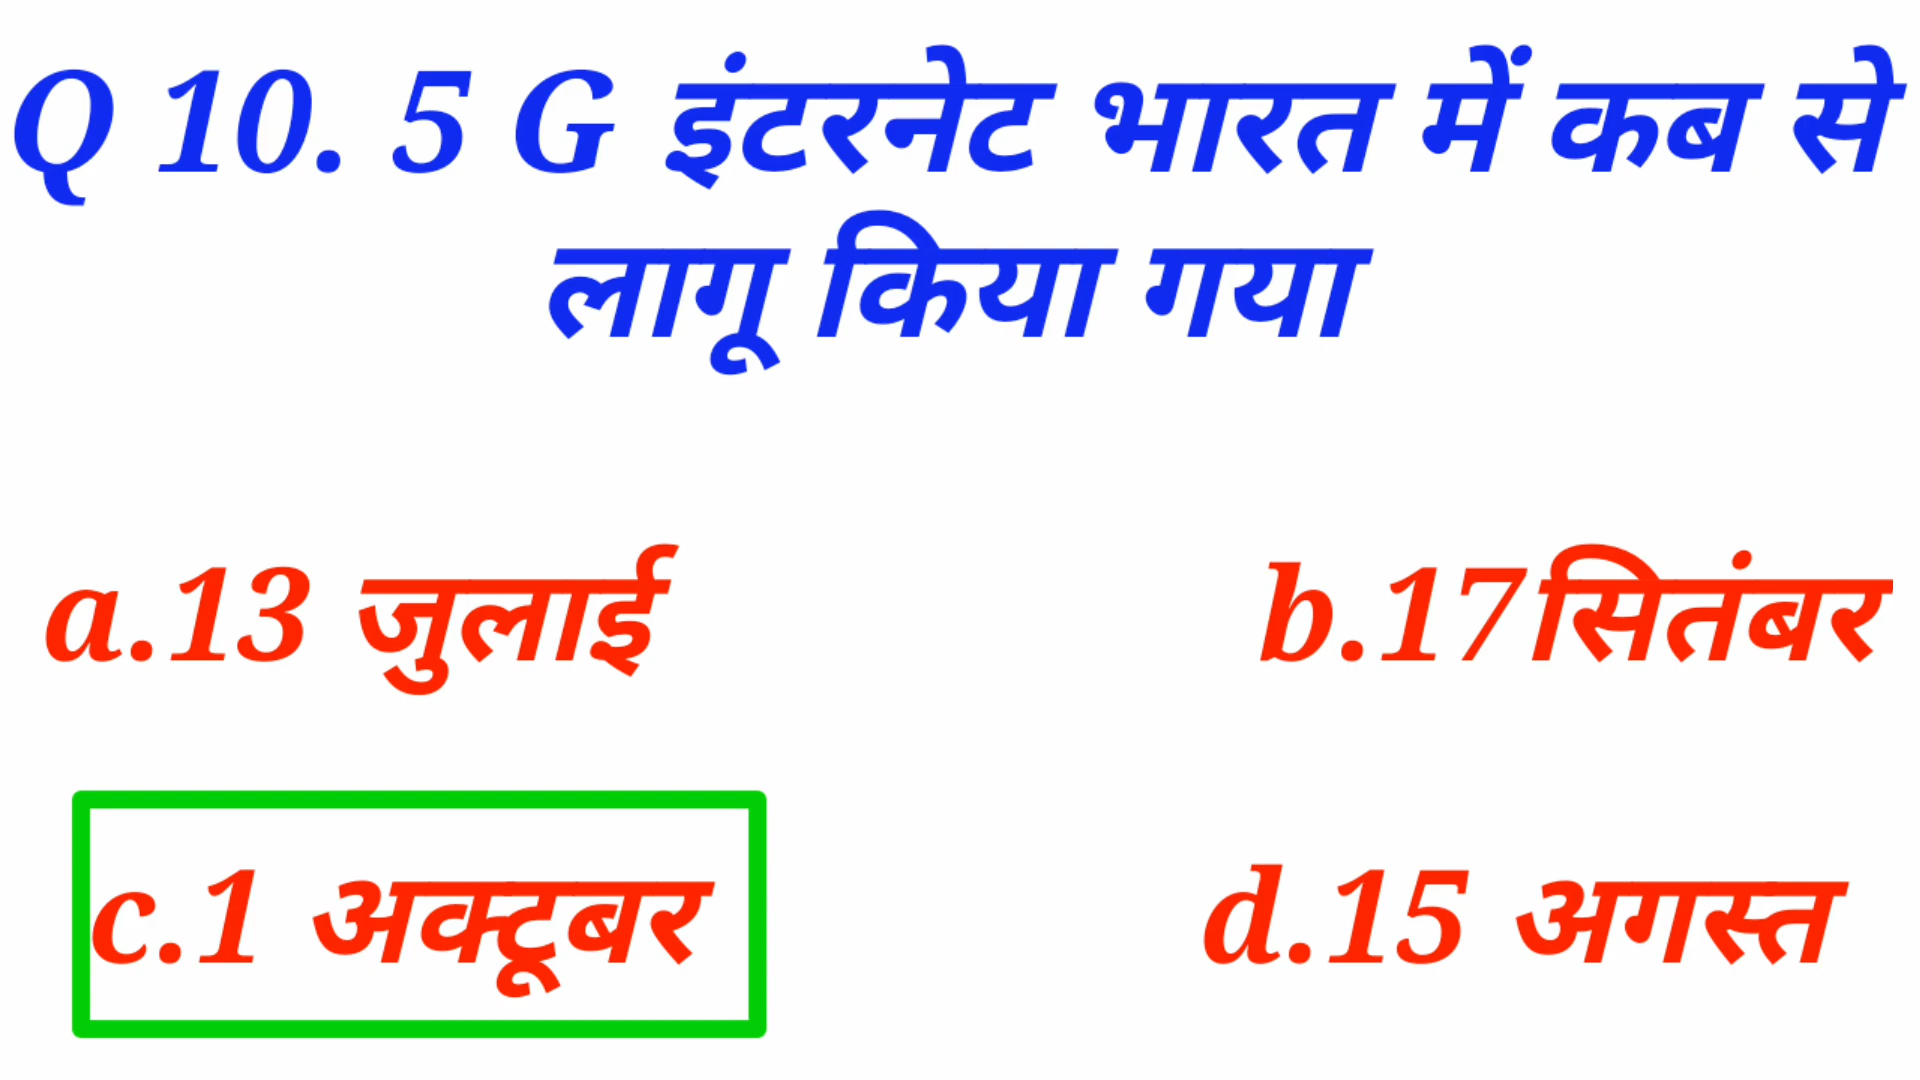 Q 10. 5 G इंटरनेट भारत में कब से
लागू किया गया
a.13 जुलाई
b.17सितंबर
c.1 अक्टूबर
d.15 अगस्त